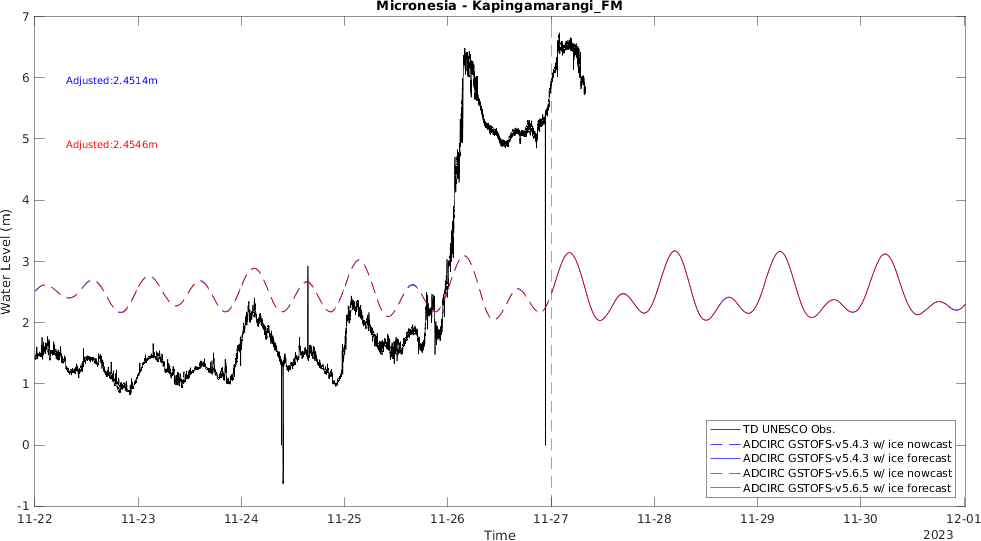 Micronesia - Kapingamarangi_FM
7
6
5
4
3
2
1
0
-1
Water Level (m)
Adjusted:2.4514m
Adjusted:2.4546m
TD UNESCO Obs.
ADCIRC GSTOFS-v5.4.3 w/ ice nowcast
ADCIRC GSTOFS-v5.4.3 w/ ice forecast
ADCIRC GSTOFS-v5.6.5 w/ ice nowcast
ADCIRC GSTOFS-v5.6.5 w/ ice forecast
11-22 11-23 11-24 11-25 11-26 11-27 11-28 11-29 11-30 12-01
Time
2023